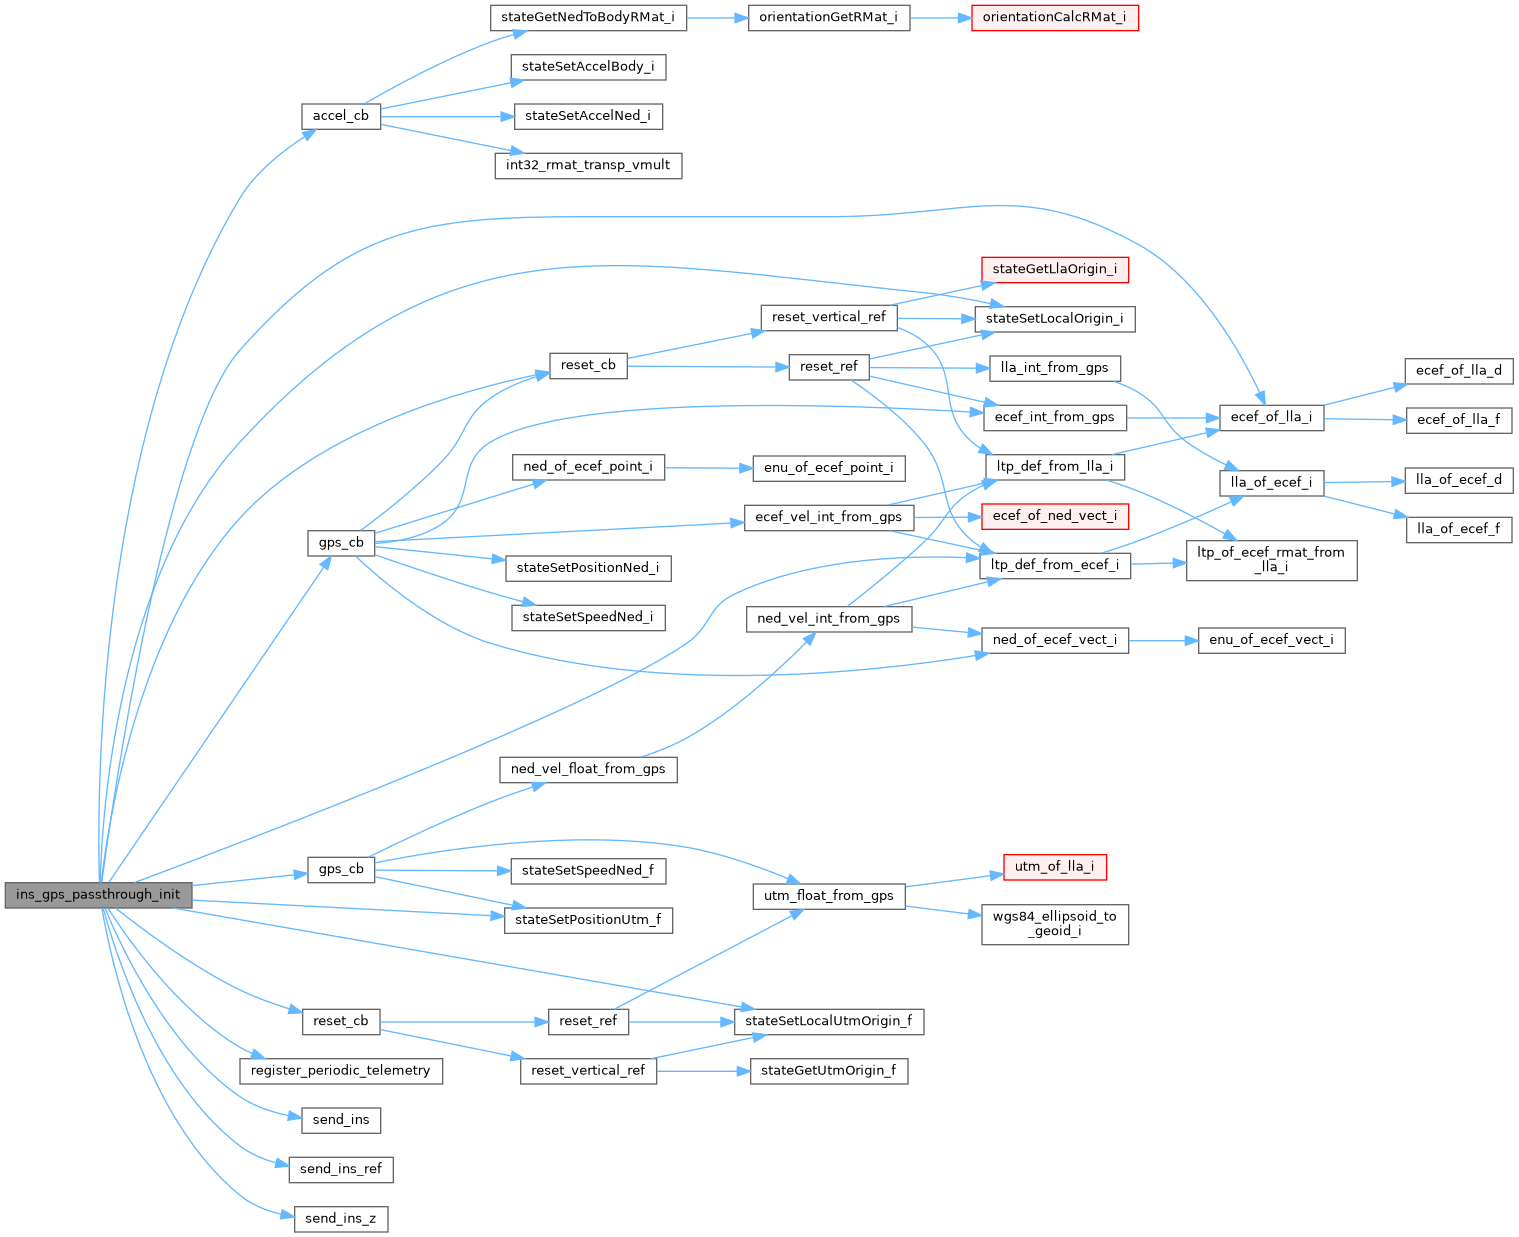 stateGetNedToBodyRMat_i
orientationGetRMat_i
orientationCalcRMat_i
stateSetAccelBody_i
accel_cb
stateSetAccelNed_i
int32_rmat_transp_vmult
stateGetLlaOrigin_i
reset_vertical_ref
stateSetLocalOrigin_i
reset_cb
reset_ref
lla_int_from_gps
ecef_of_lla_d
ecef_int_from_gps
ecef_of_lla_i
ecef_of_lla_f
ned_of_ecef_point_i
enu_of_ecef_point_i
ltp_def_from_lla_i
lla_of_ecef_i
lla_of_ecef_d
ecef_vel_int_from_gps
ecef_of_ned_vect_i
lla_of_ecef_f
gps_cb
stateSetPositionNed_i
ltp_def_from_ecef_i
ltp_of_ecef_rmat_from
_lla_i
stateSetSpeedNed_i
ned_vel_int_from_gps
ned_of_ecef_vect_i
enu_of_ecef_vect_i
ned_vel_float_from_gps
gps_cb
stateSetSpeedNed_f
utm_of_lla_i
ins_gps_passthrough_init
utm_float_from_gps
stateSetPositionUtm_f
wgs84_ellipsoid_to
_geoid_i
reset_cb
reset_ref
stateSetLocalUtmOrigin_f
register_periodic_telemetry
reset_vertical_ref
stateGetUtmOrigin_f
send_ins
send_ins_ref
send_ins_z